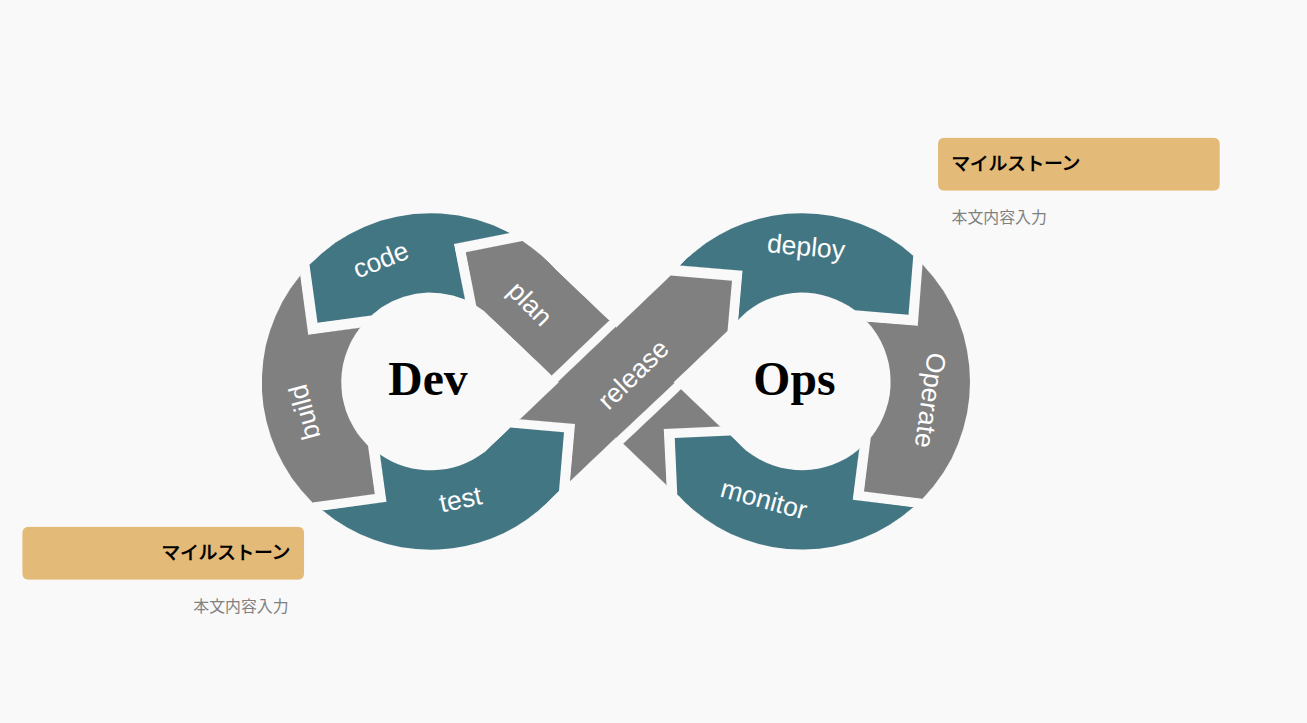 マイルストーン
本文内容入力
code
deploy
plan
release
Operate
Dev
Ops
build
test
monitor
マイルストーン
本文内容入力